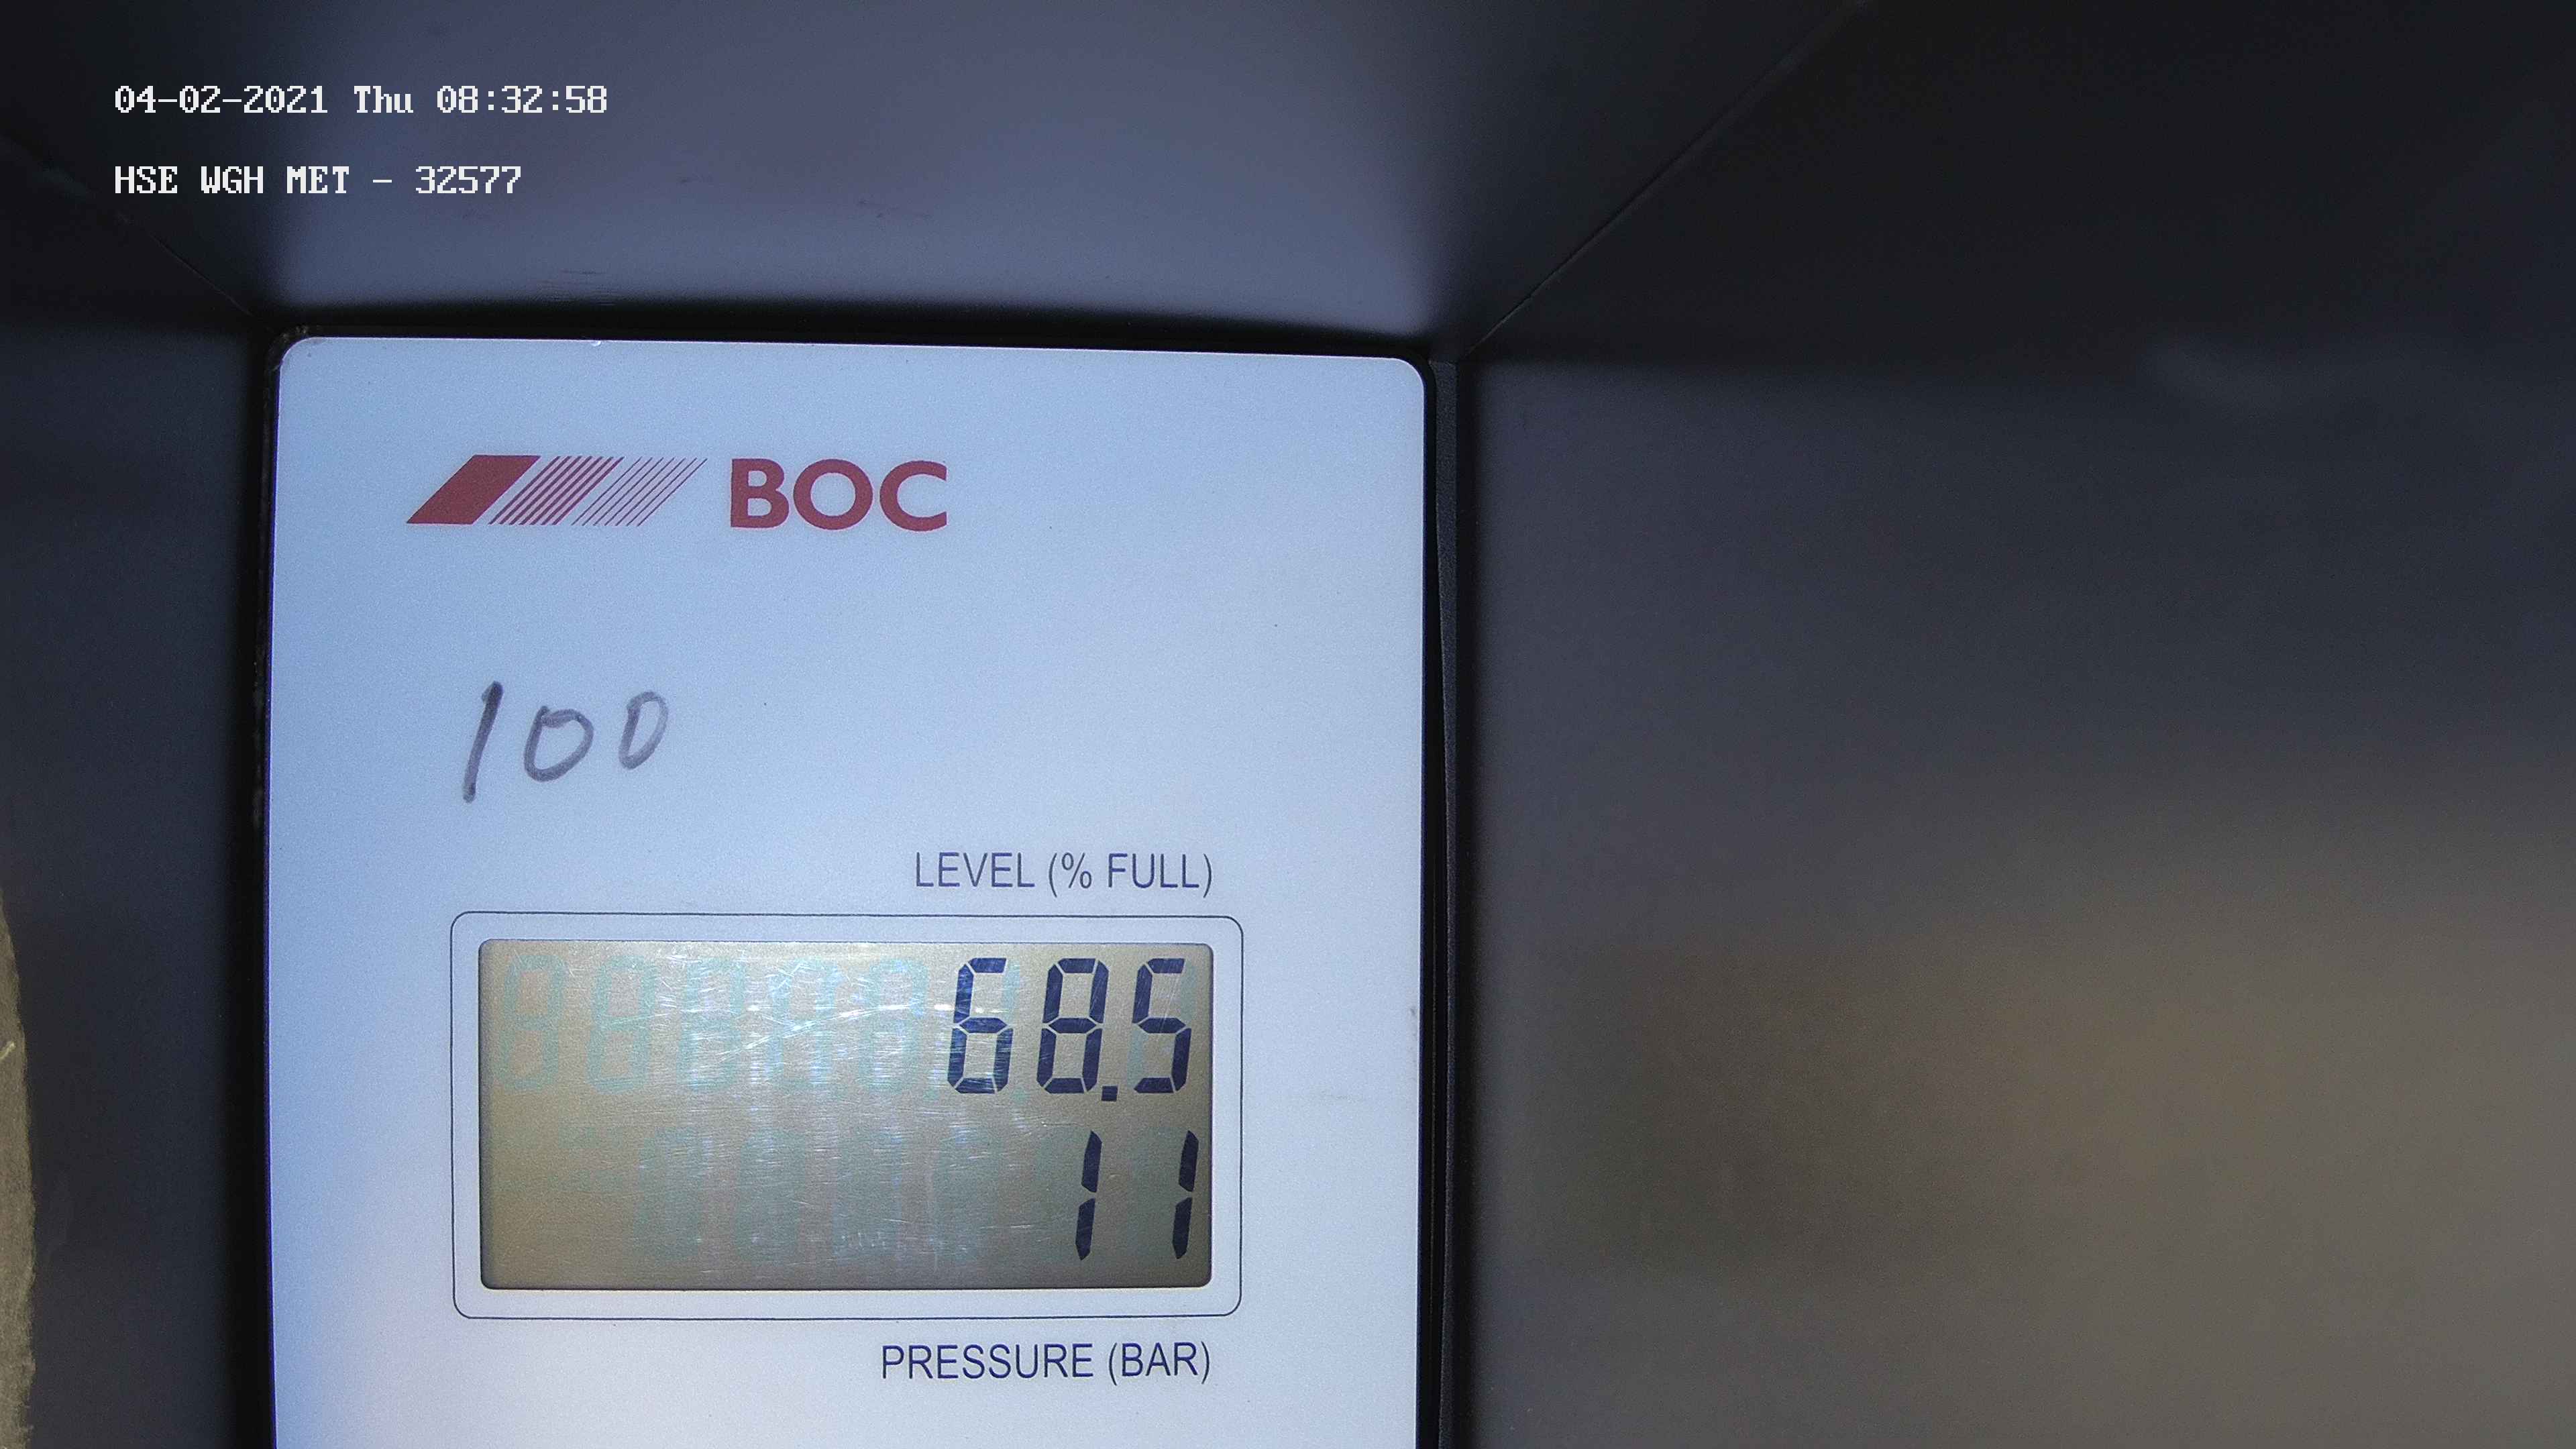 04-02-2021 Thu 08:32:58
HSE WGH MET - 32577
BOC
100
LEVEL (% FULL)
68.5
11
PRESSURE (BAR)